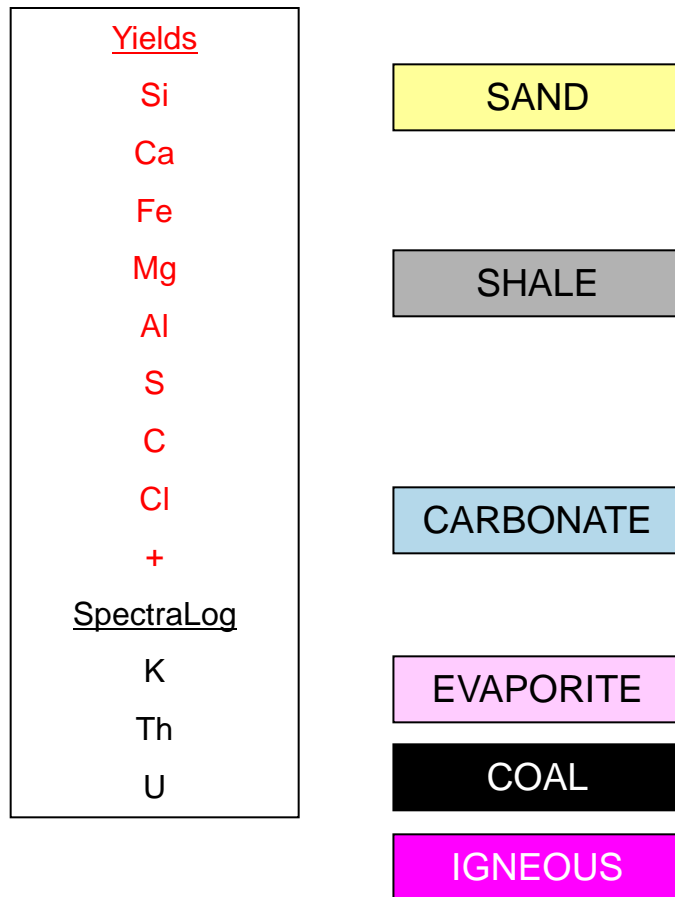 Yields
Si
Ca
Fe
Mg
Al
S
C
Cl
+
SpectraLog
K
Th
U
SAND
SHALE
CARBONATE
EVAPORITE
COAL
IGNEOUS